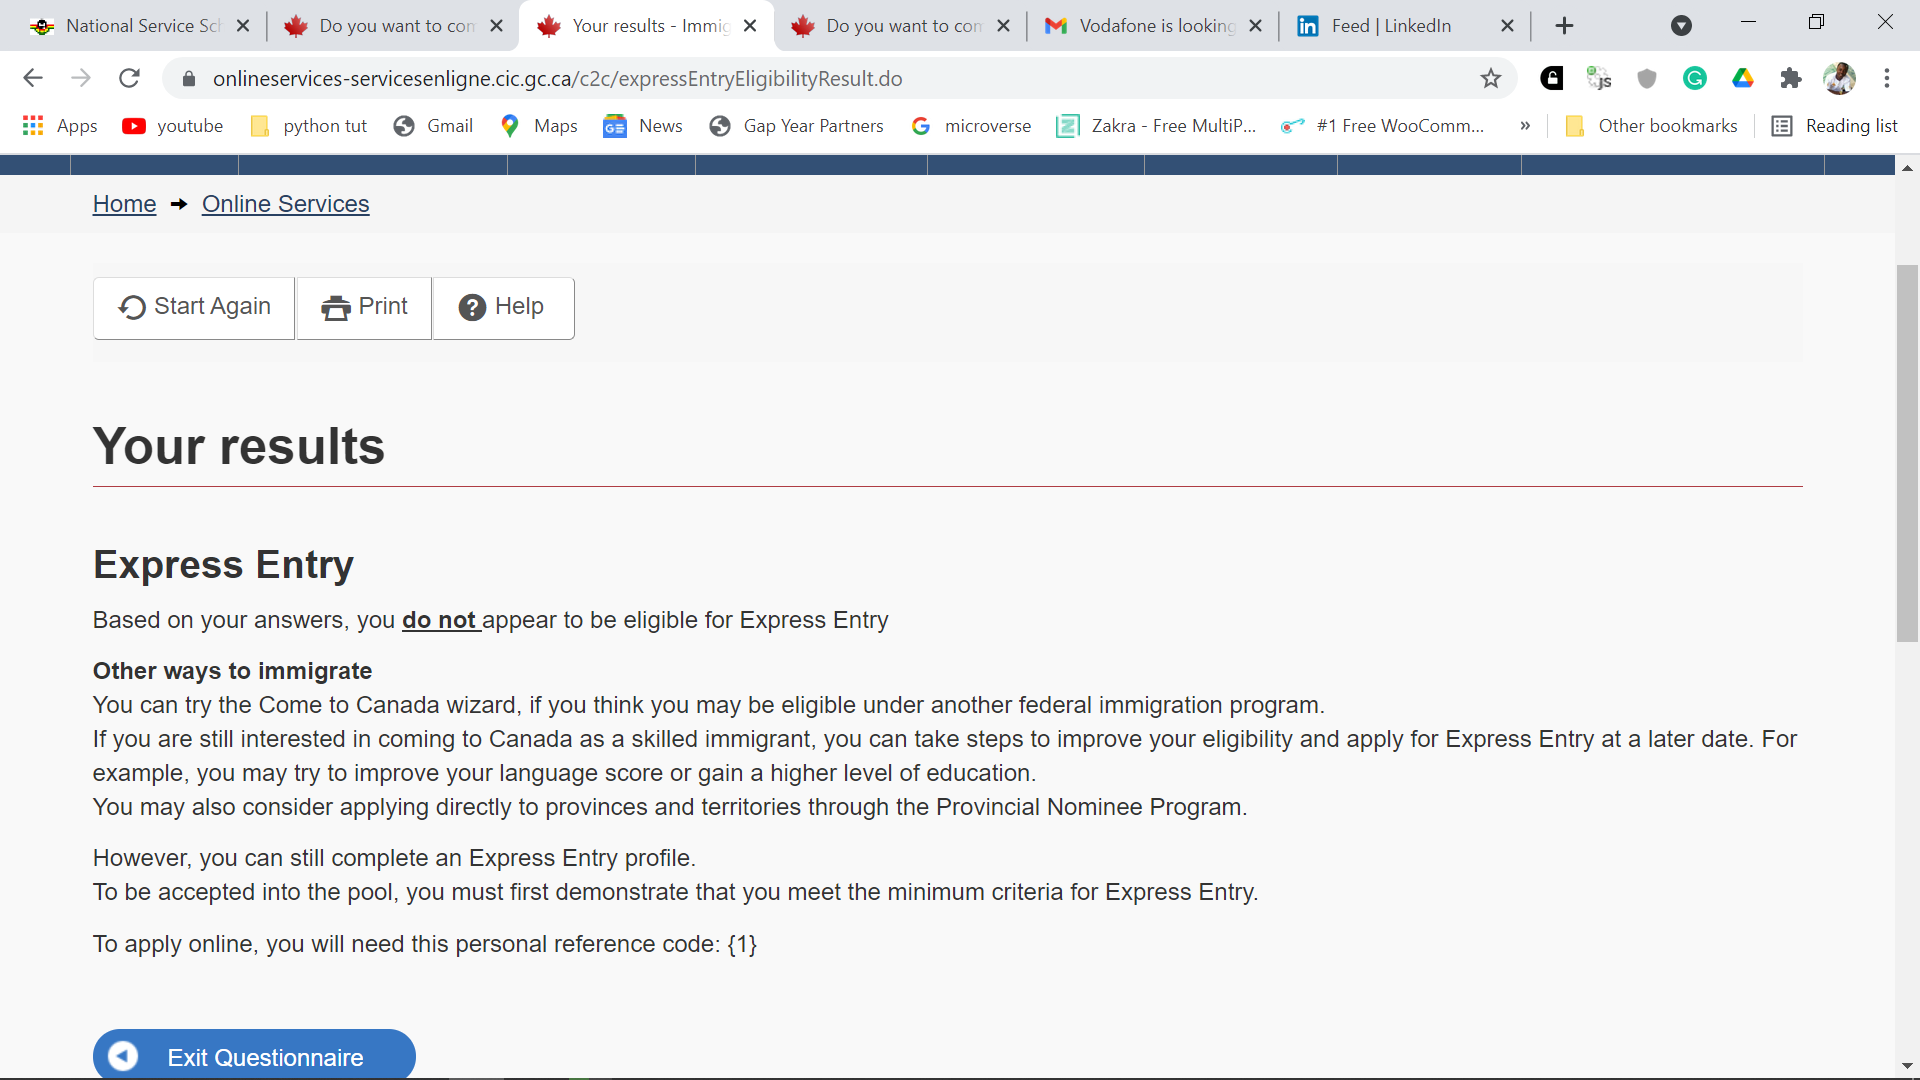 National Service Sch
Do you want to com
Your results - Immig
Do you want to com
Vodafone is looking
Feed | LinkedIn
onlineservices-servicesenligne.cic.gc.ca/c2c/expressEntryEligibilityResult.do
Apps
youtube
python tut
Gmail
Maps
News
Gap Year Partners
microverse
Zakra - Free MultiP...
#1 Free WooComm...
»
Other bookmarks
Reading list
Home → Online Services
Start Again
Print
Help
Your results
Express Entry
Based on your answers, you do not appear to be eligible for Express Entry
Other ways to immigrate
You can try the Come to Canada wizard, if you think you may be eligible under another federal immigration program.
If you are still interested in coming to Canada as a skilled immigrant, you can take steps to improve your eligibility and apply for Express Entry at a later date. For
example, you may try to improve your language score or gain a higher level of education.
You may also consider applying directly to provinces and territories through the Provincial Nominee Program.
However, you can still complete an Express Entry profile.
To be accepted into the pool, you must first demonstrate that you meet the minimum criteria for Express Entry.
To apply online, you will need this personal reference code: {1}
Exit Questionnaire